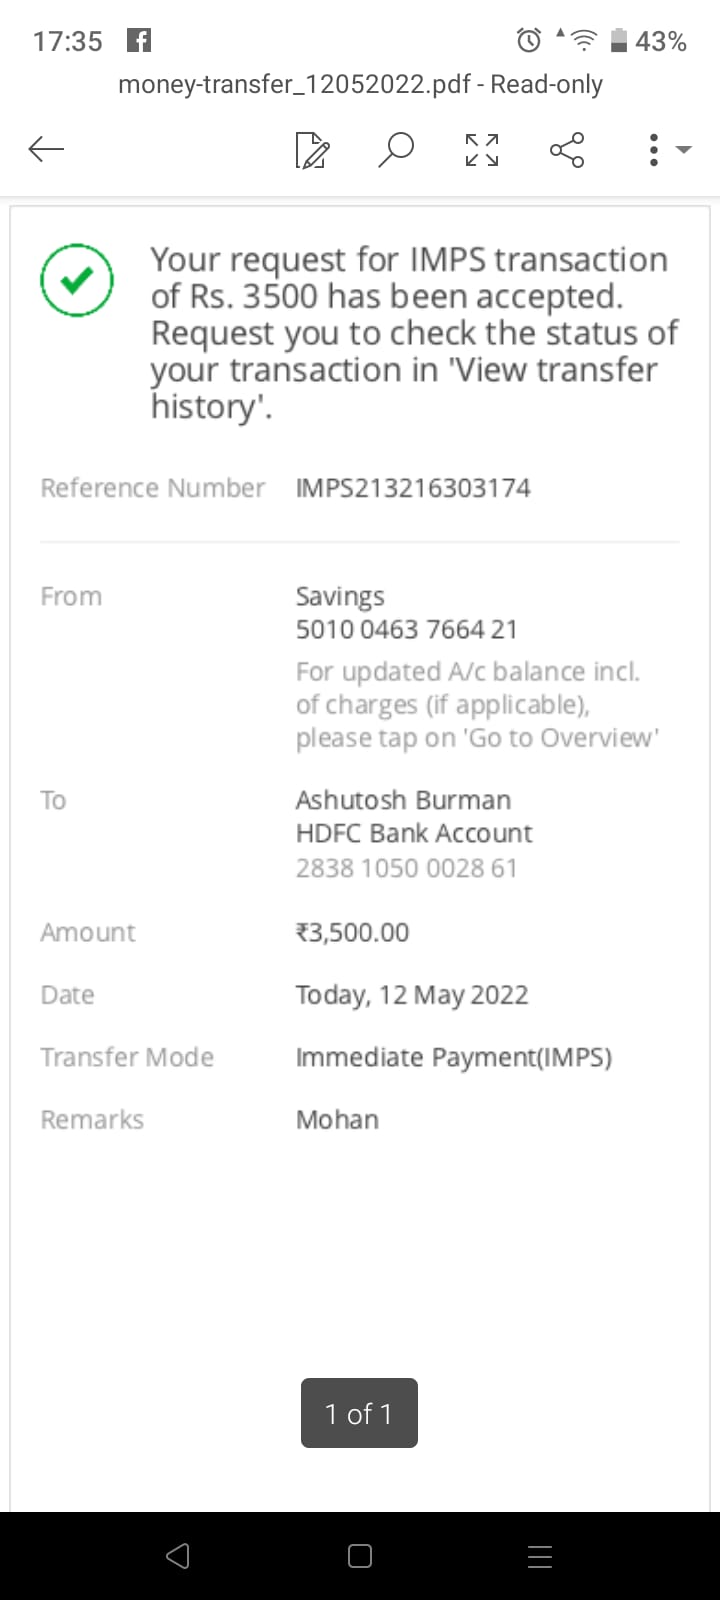 17:35 f 43%
money-transfer_12052022.pdf - Read-only
Your request for IMPS transaction
of Rs. 3500 has been accepted.
Request you to check the status of
your transaction in 'View transfer
history'.
Reference Number IMPS213216303174
From Savings
5010 0463 7664 21
For updated A/c balance incl.
of charges (if applicable),
please tap on 'Go to Overview'
To Ashutosh Burman
HDFC Bank Account
2838 1050 0028 61
Amount ₹3,500.00
Date Today, 12 May 2022
Transfer Mode Immediate Payment(IMPS)
Remarks Mohan
1 of 1